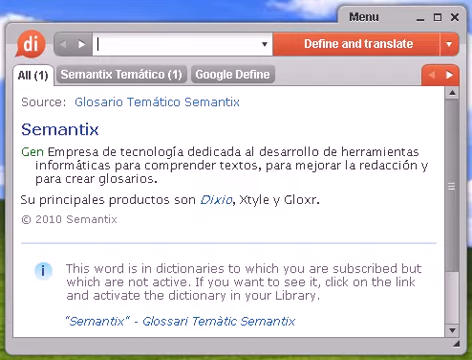 Menu
di
Define and translate
All (1)
Semantix Temático (1)
Google Define
Source: Glosario Temático Semantix
Semantix
Gen Empresa de tecnología dedicada al desarrollo de herramientas
informáticas para comprender textos, para mejorar la redacción y
para crear glosarios.
Su principales producтos son Dixio, Xtyle y Gloxr.
© 2010 Semantix
i
This word is in dictionaries to which you are subscribed but
which are not active. If you want to see it, click on the link
and activate the dictionary in your Library.
"Semantix" - Glossari Temàtic Semantix